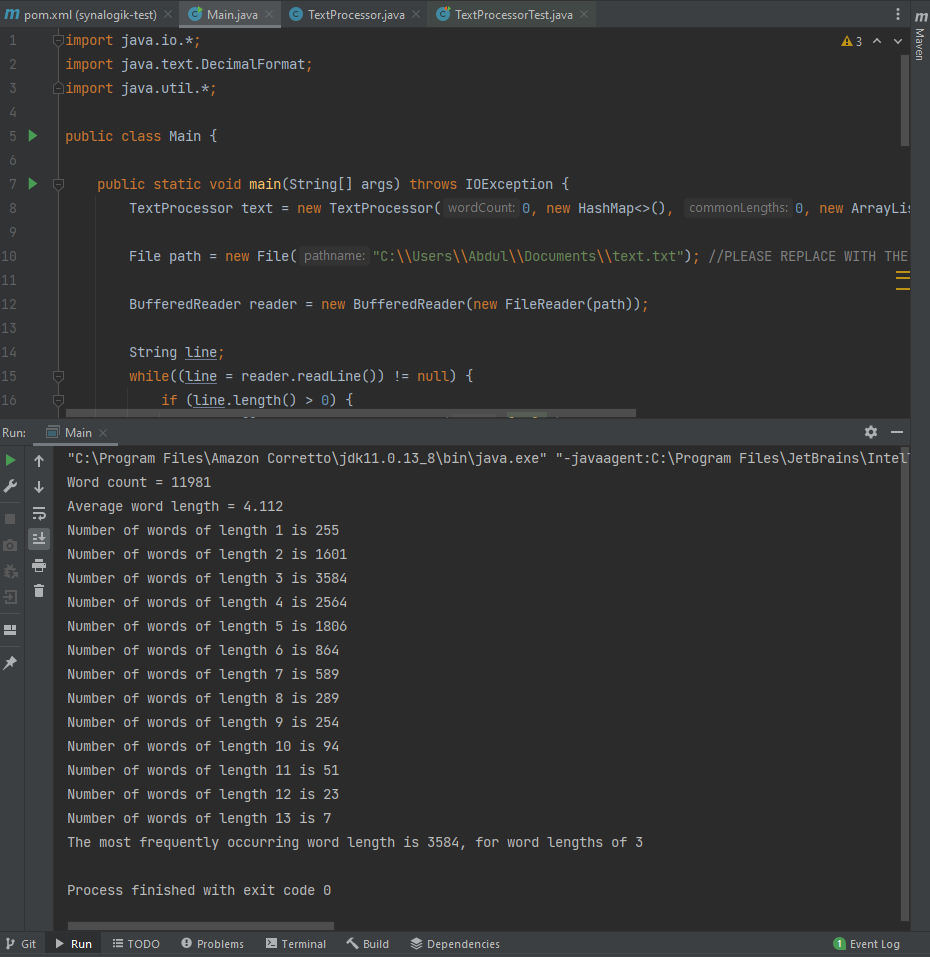 pom.xml (synalogik-test) Main.java TextProcessor.java TextProcessorTest.java
1 import java.io.*;
3
2 import java.text.DecimalFormat;
3 import java.util.*;
4
5 public class Main {
6
7 public static void main(String[] args) throws IOException {
8 TextProcessor text = new TextProcessor( wordCount: 0, new HashMap<>(), commonLengths: 0, new ArrayLis
9
10 File path = new File( pathname: "C:\\Users\\Abdul\\Documents\\text.txt"); //PLEASE REPLACE WITH THE
11
12 BufferedReader reader = new BufferedReader(new FileReader(path));
13
14 String line;
15 while((line = reader.readLine()) != null) {
16 if (line.length() > 0) {
m
Maven
Run: Main
"C:\Program Files\Amazon Corretto\jdk11.0.13_8\bin\java.exe" "-javaagent:C:\Program Files\JetBrains\Intel
Word count = 11981
Average word length = 4.112
Number of words of length 1 is 255
Number of words of length 2 is 1601
Number of words of length 3 is 3584
Number of words of length 4 is 2564
Number of words of length 5 is 1806
Number of words of length 6 is 864
Number of words of length 7 is 589
Number of words of length 8 is 289
Number of words of length 9 is 254
Number of words of length 10 is 94
Number of words of length 11 is 51
Number of words of length 12 is 23
Number of words of length 13 is 7
The most frequently occurring word length is 3584, for word lengths of 3
Process finished with exit code 0
Git Run TODO Problems Terminal Build Dependencies 1 Event Log